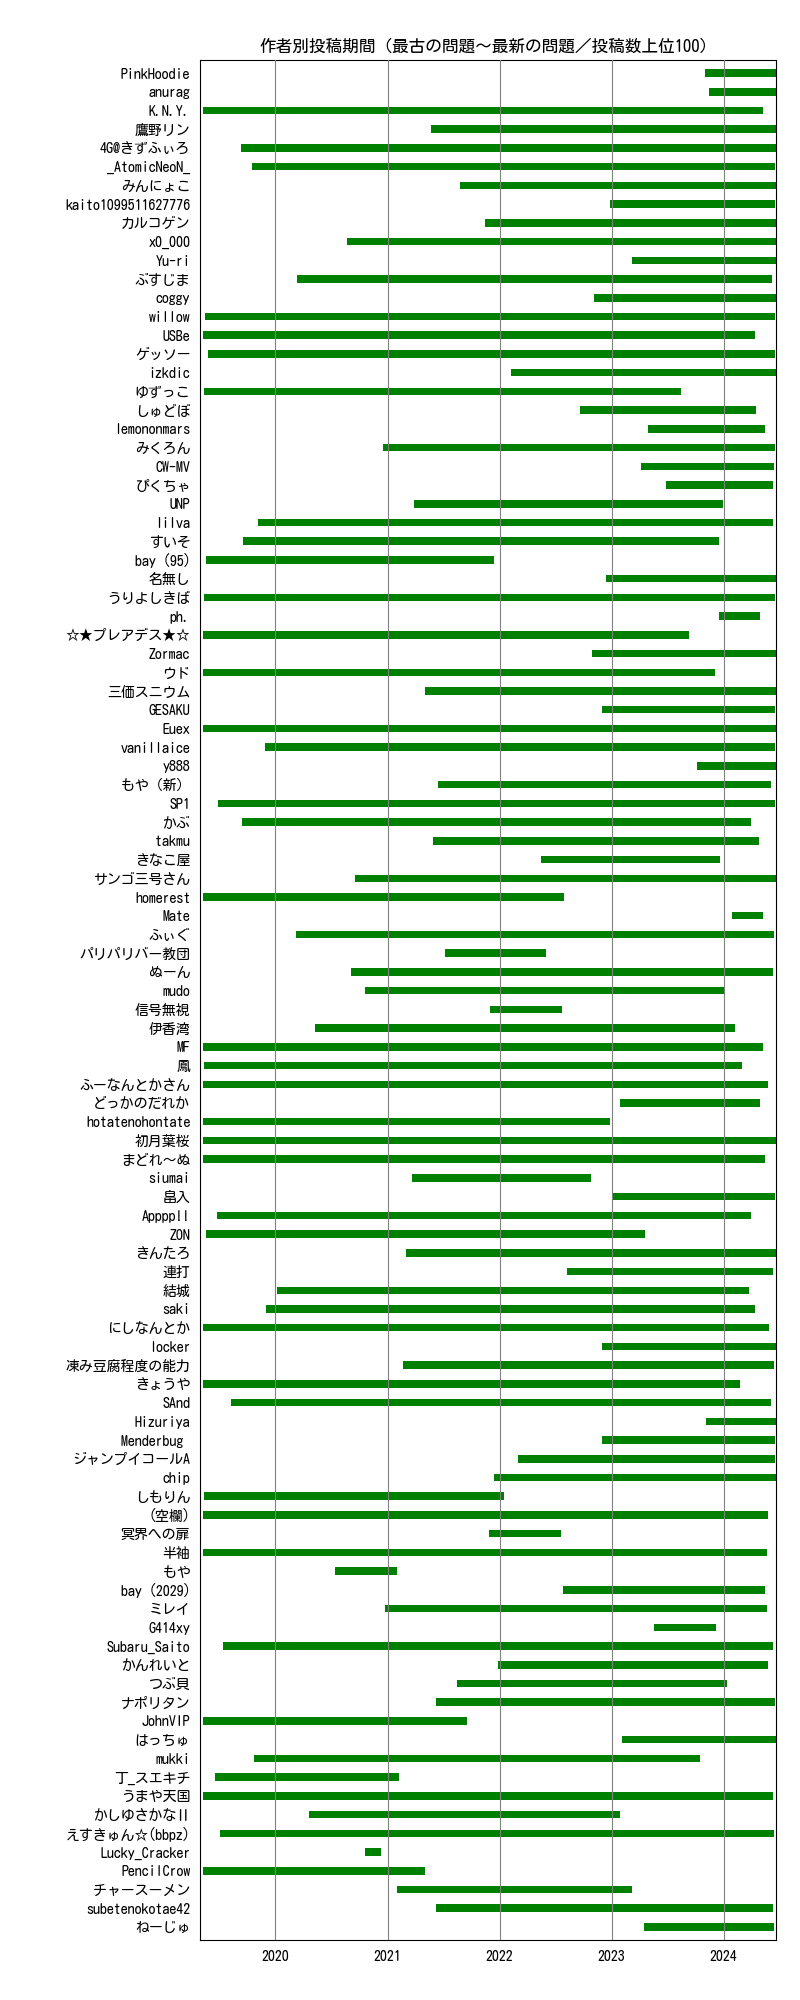 作者別投稿期間（最古の問題～最新の問題／投稿数上位100）
PinkHoodie
anurag
K.N.Y.
鷹野リン
4G@きずふぃろ
_AtomicNeoN_
みんにょこ
kaito1099511627776
カルコゲン
x0_000
Yu-ri
ぶすじま
coggy
willow
USBe
ゲッソー
izkdic
ゆずっこ
しゅどぼ
lemononmars
みくろん
CW-MV
ぴくちゃ
UNP
lilva
すいそ
bay (95)
名無し
うりよしきば
ph.
☆★プレアデス★☆
Zormac
ウド
三価スニウム
GESAKU
Euex
vanillaice
y888
もや（新）
SP1
かぶ
takmu
きなこ屋
サンゴ三号さん
homerest
Mate
ふぃぐ
パリパリバー教団
ぬーん
mudo
信号無視
伊香湾
MF
鳳
ふーなんとかさん
どっかのだれか
hotatenohontate
初月葉桜
まどれ～ぬ
siumai
畠入
Appppll
ZON
きんたろ
連打
結城
saki
にしなんとか
locker
凍み豆腐程度の能力
きょうや
SAnd
Hizuriya
Menderbug
ジャンプイコールA
chip
しもりん
(空欄)
冥界への扉
半袖
もや
bay (2029)
ミレイ
G414xy
Subaru_Saito
かんれいと
つぶ貝
ナポリタン
JohnVIP
はっちゅ
mukki
丁_スエキチ
うまや天国
かしゆさかなII
えすきゅん☆(bbpz)
Lucky_Cracker
PencilCrow
チャースーメン
subetenokotae42
ねーじゅ
2020 2021 2022 2023 2024